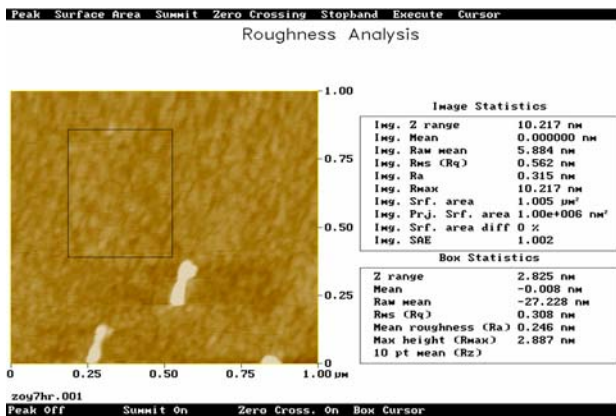 Peak Surface Area Summit Zero Crossing Stopband Execute Cursor
Roughness Analysis
1.00
0.75
0.50
0.25
0
0 0.25 0.50 0.75 1.00 µm
Image Statistics
Img. Z range 10.217 nm
Img. Mean 0.000000 nm
Img. Raw mean 5.884 nm
Img. Rms (Rq) 0.562 nm
Img. Ra 0.315 nm
Img. Rmax 10.217 nm
Img. Srf. area 1.005 µm²
Img. Prj. Srf. area 1.00e+006 nm²
Img. Srf. area diff 0 %
Img. SAE 1.002
Box Statistics
Z range 2.825 nm
Mean -0.008 nm
Raw mean -27.228 nm
Rms (Rq) 0.308 nm
Mean roughness (Ra) 0.246 nm
Max height (Rmax) 2.887 nm
10 pt mean (Rz)
zoy7hr.001
Peak Off Summit On Zero Cross. On Box Cursor